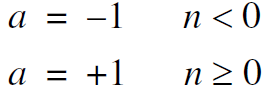 a = –1 n < 0
a = +1 n ≥ 0